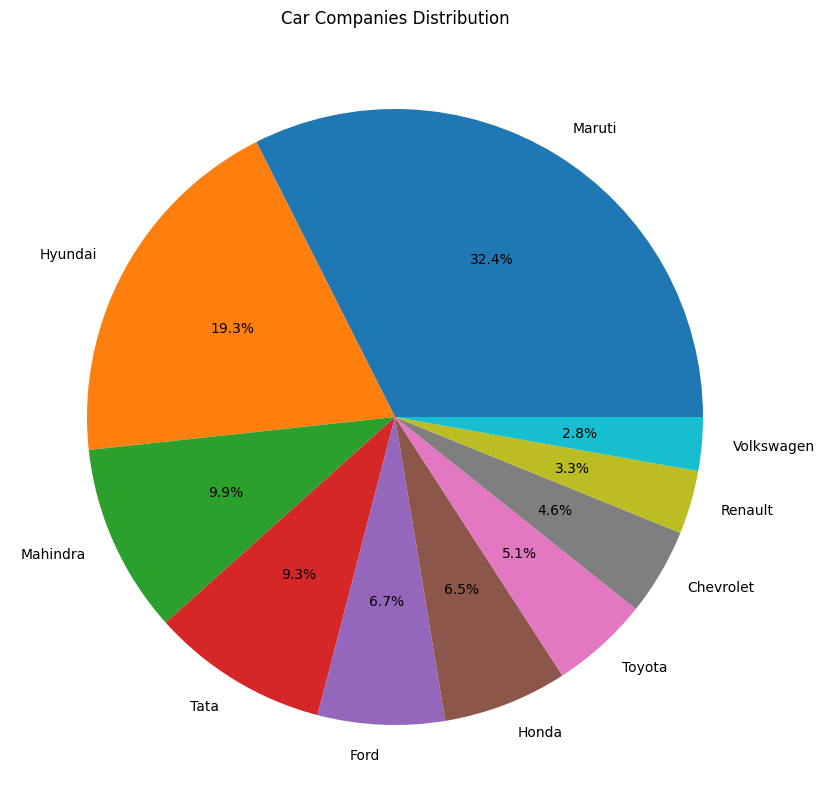 Car Companies Distribution
Maruti
32.4%
Hyundai
19.3%
Mahindra
9.9%
Tata
9.3%
Ford
6.7%
Honda
6.5%
Toyota
5.1%
Chevrolet
4.6%
Renault
3.3%
Volkswagen
2.8%